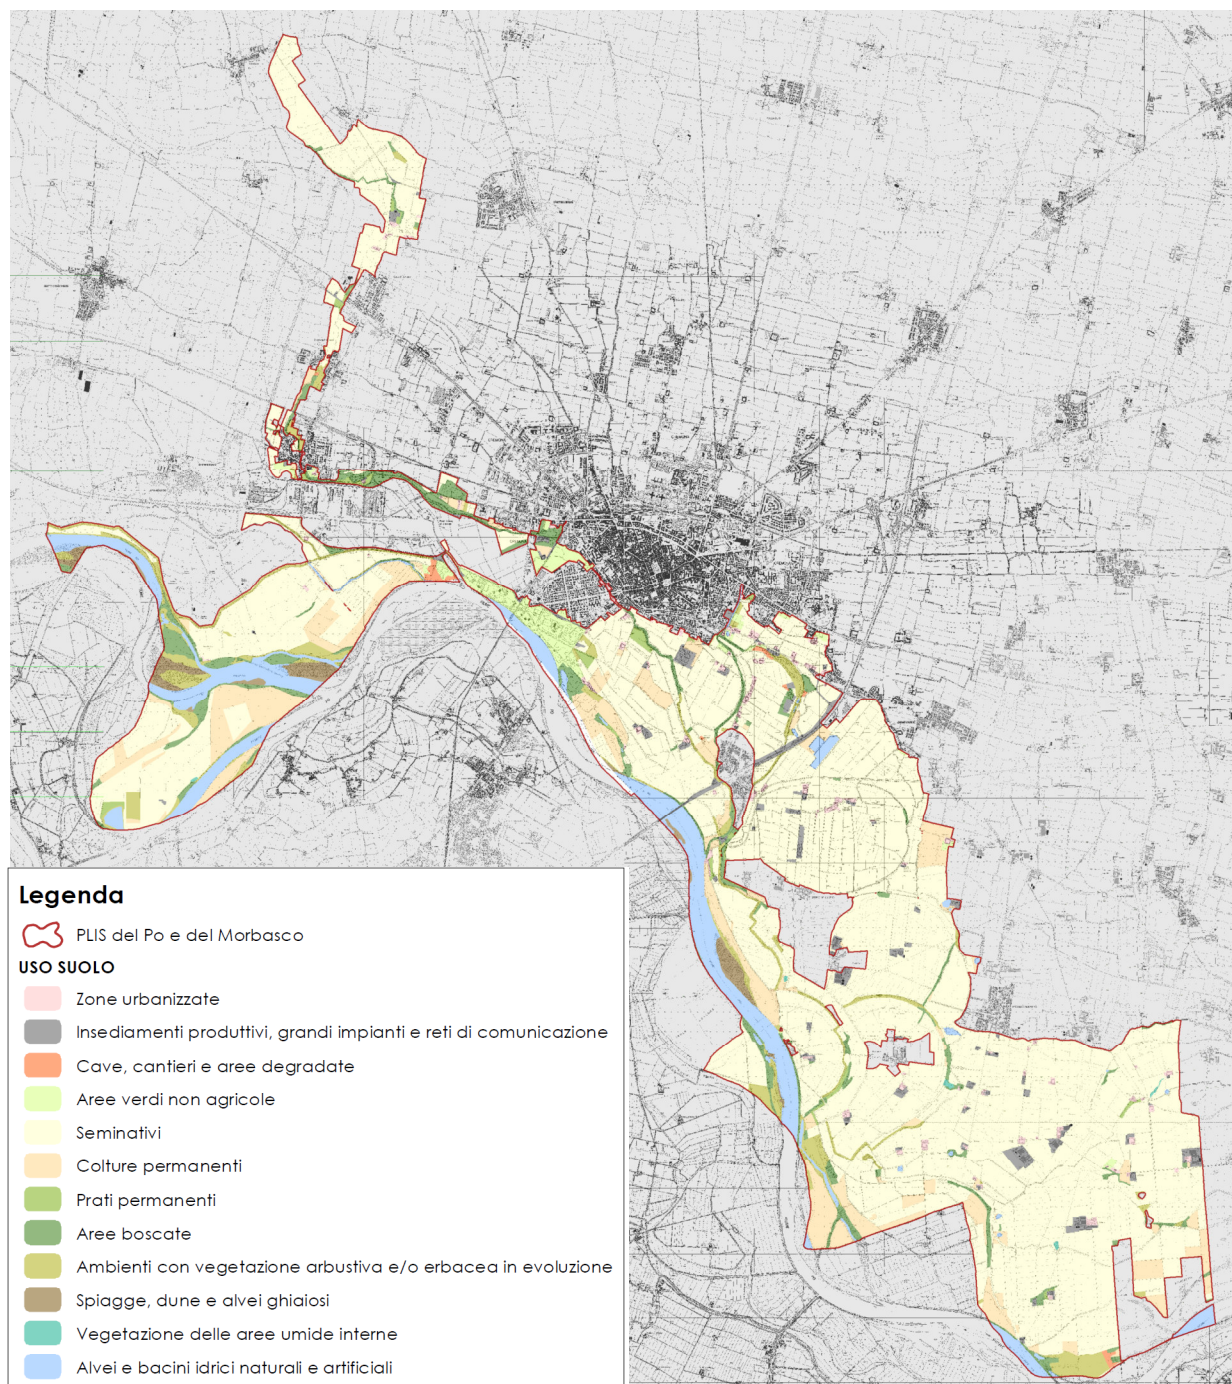 Legenda
PLIS del Po e del Morbasco
USO SUOLO
Zone urbanizzate
Insediamenti produttivi, grandi impianti e reti di comunicazione
Cave, cantieri e aree degradate
Aree verdi non agricole
Seminativi
Colture permanenti
Prati permanenti
Aree boscate
Ambienti con vegetazione arbustiva e/o erbacea in evoluzione
Spiagge, dune e alvei ghiaiosi
Vegetazione delle aree umide interne
Alvei e bacini idrici naturali e artificiali